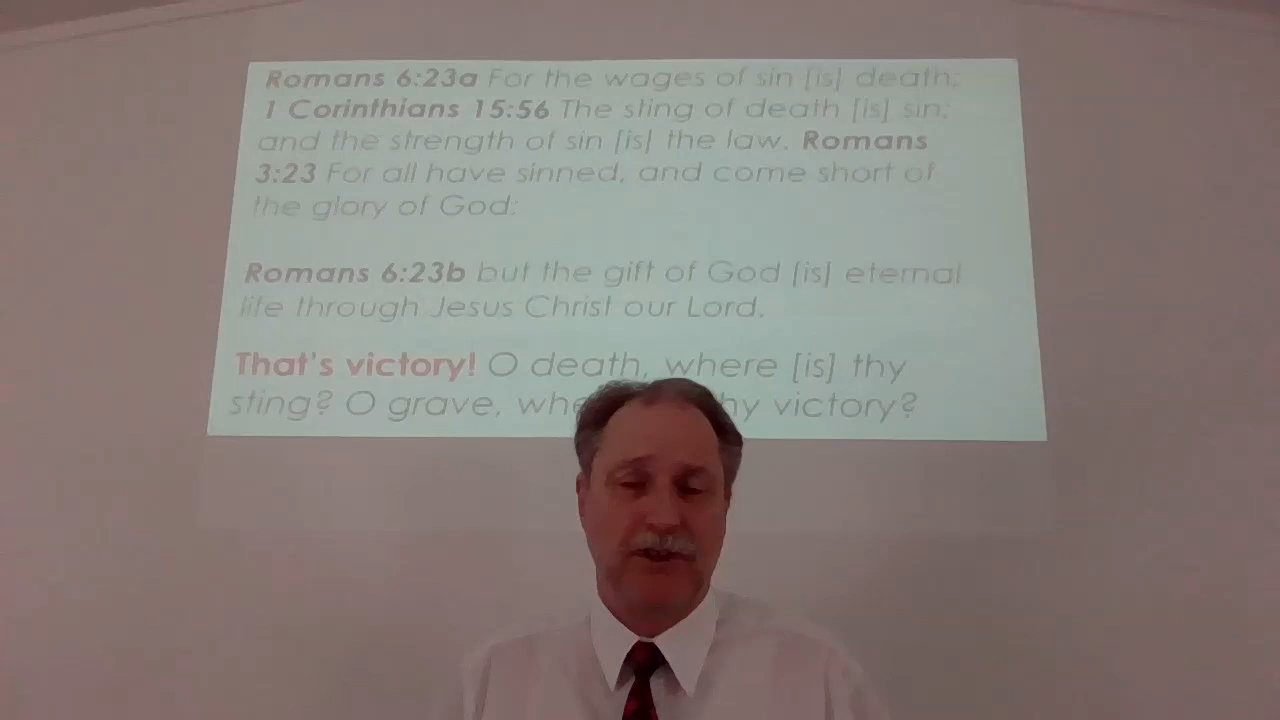 Romans 6:23a For the wages of sin [is] death;
1 Corinthians 15:56 The sting of death [is] sin;
and the strength of sin [is] the law. Romans
3:23 For all have sinned, and come short of
the glory of God;
Romans 6:23b but the gift of God [is] eternal
life through Jesus Christ our Lord.
That's victory! O death, where [is] thy
sting? O grave, victory?